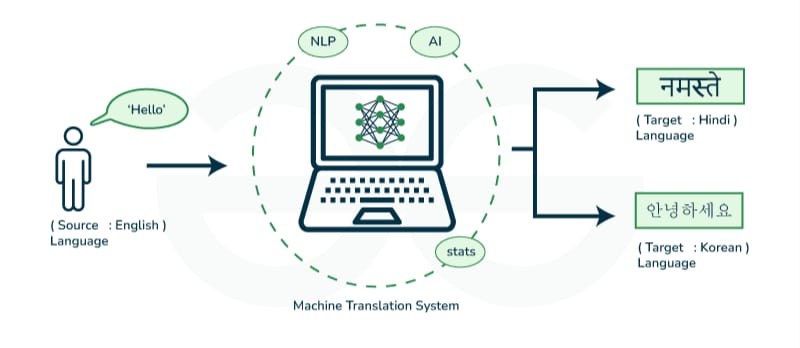 NLP
AI
'Hello'
नमस्ते
( Target : Hindi )
Language
( Source : English )
Language
안녕하세요
( Target : Korean )
Language
stats
Machine Translation System